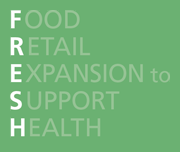 FOOD
RETAIL
EXPANSION to
SUPPORT
HEALTH